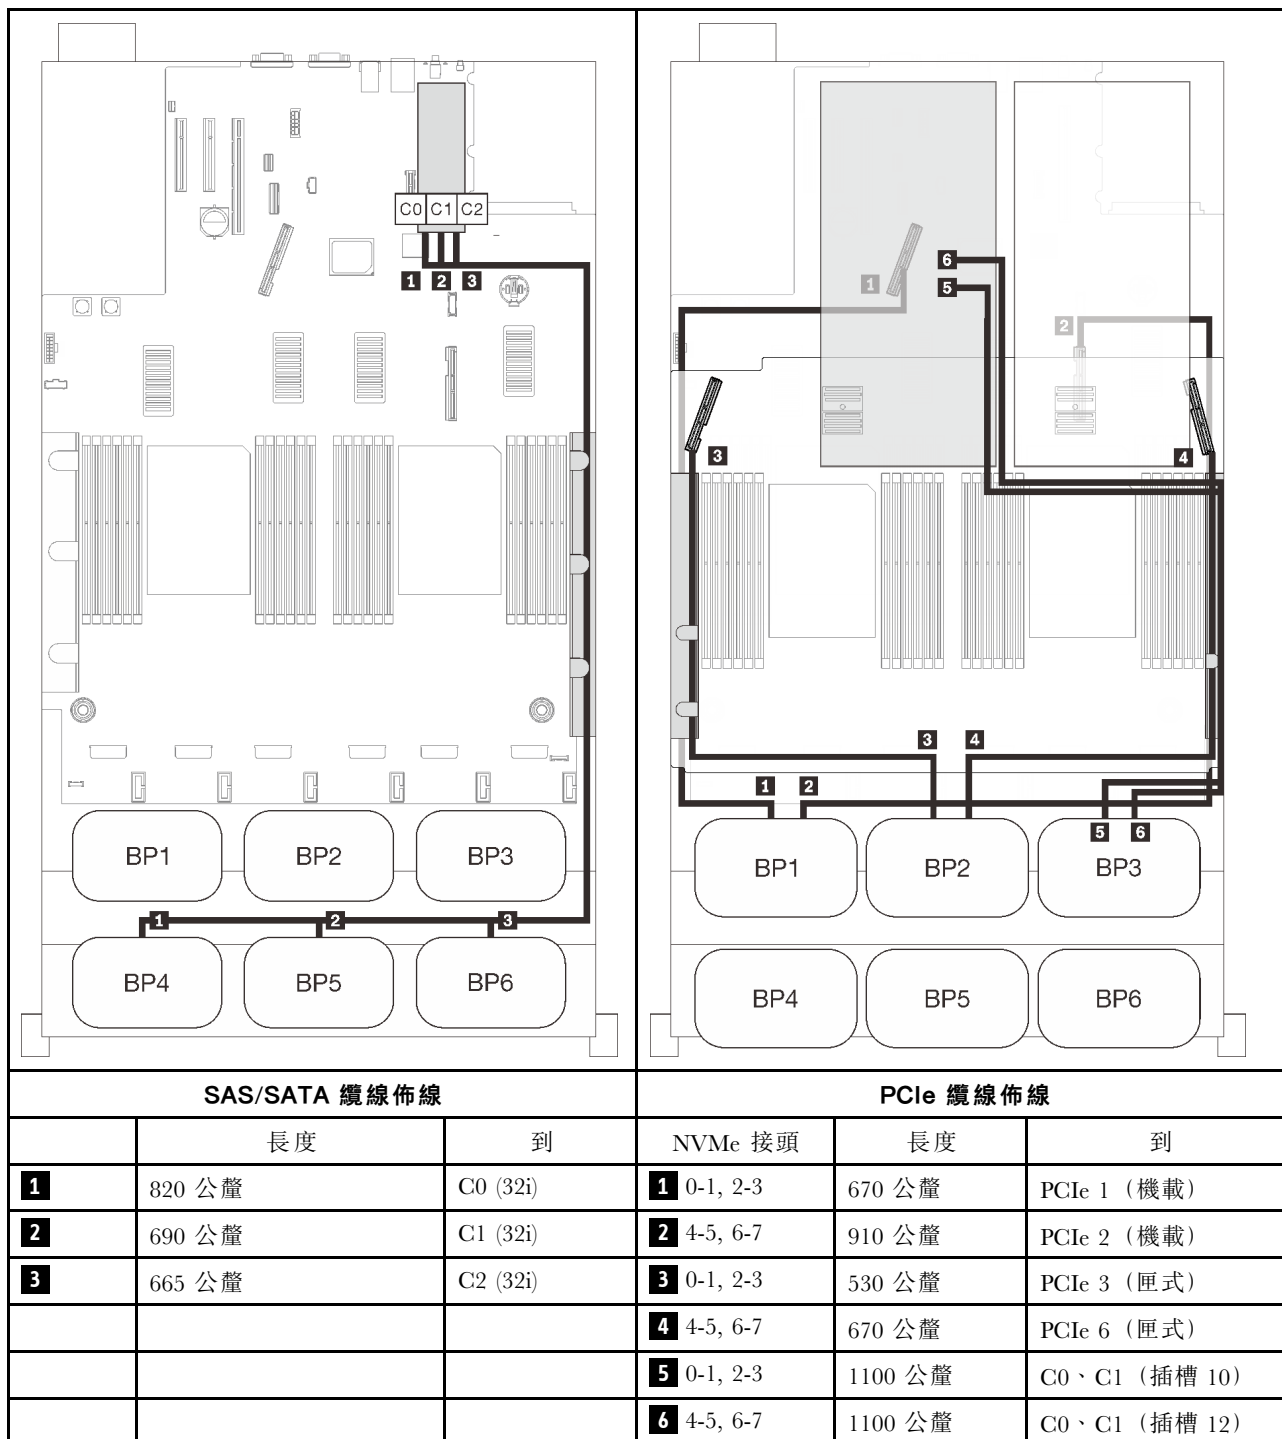 C0 C1 C2
1 2 3
BP1 BP2 BP3
1 2 3
BP4 BP5 BP6
6
1 5
2
3 4
3 4
1 2
5 6
BP1 BP2 BP3
BP4 BP5 BP6
SAS/SATA 纜線佈線 PCIe 纜線佈線
長度 到 NVMe 接頭 長度 到
1 820 公釐 C0 (32i) 1 0-1, 2-3 670 公釐 PCIe 1（機載）
2 690 公釐 C1 (32i) 2 4-5, 6-7 910 公釐 PCIe 2（機載）
3 665 公釐 C2 (32i) 3 0-1, 2-3 530 公釐 PCIe 3（匣式）
4 4-5, 6-7 670 公釐 PCIe 6（匣式）
5 0-1, 2-3 1100 公釐 C0、C1（插槽 10）
6 4-5, 6-7 1100 公釐 C0、C1（插槽 12）